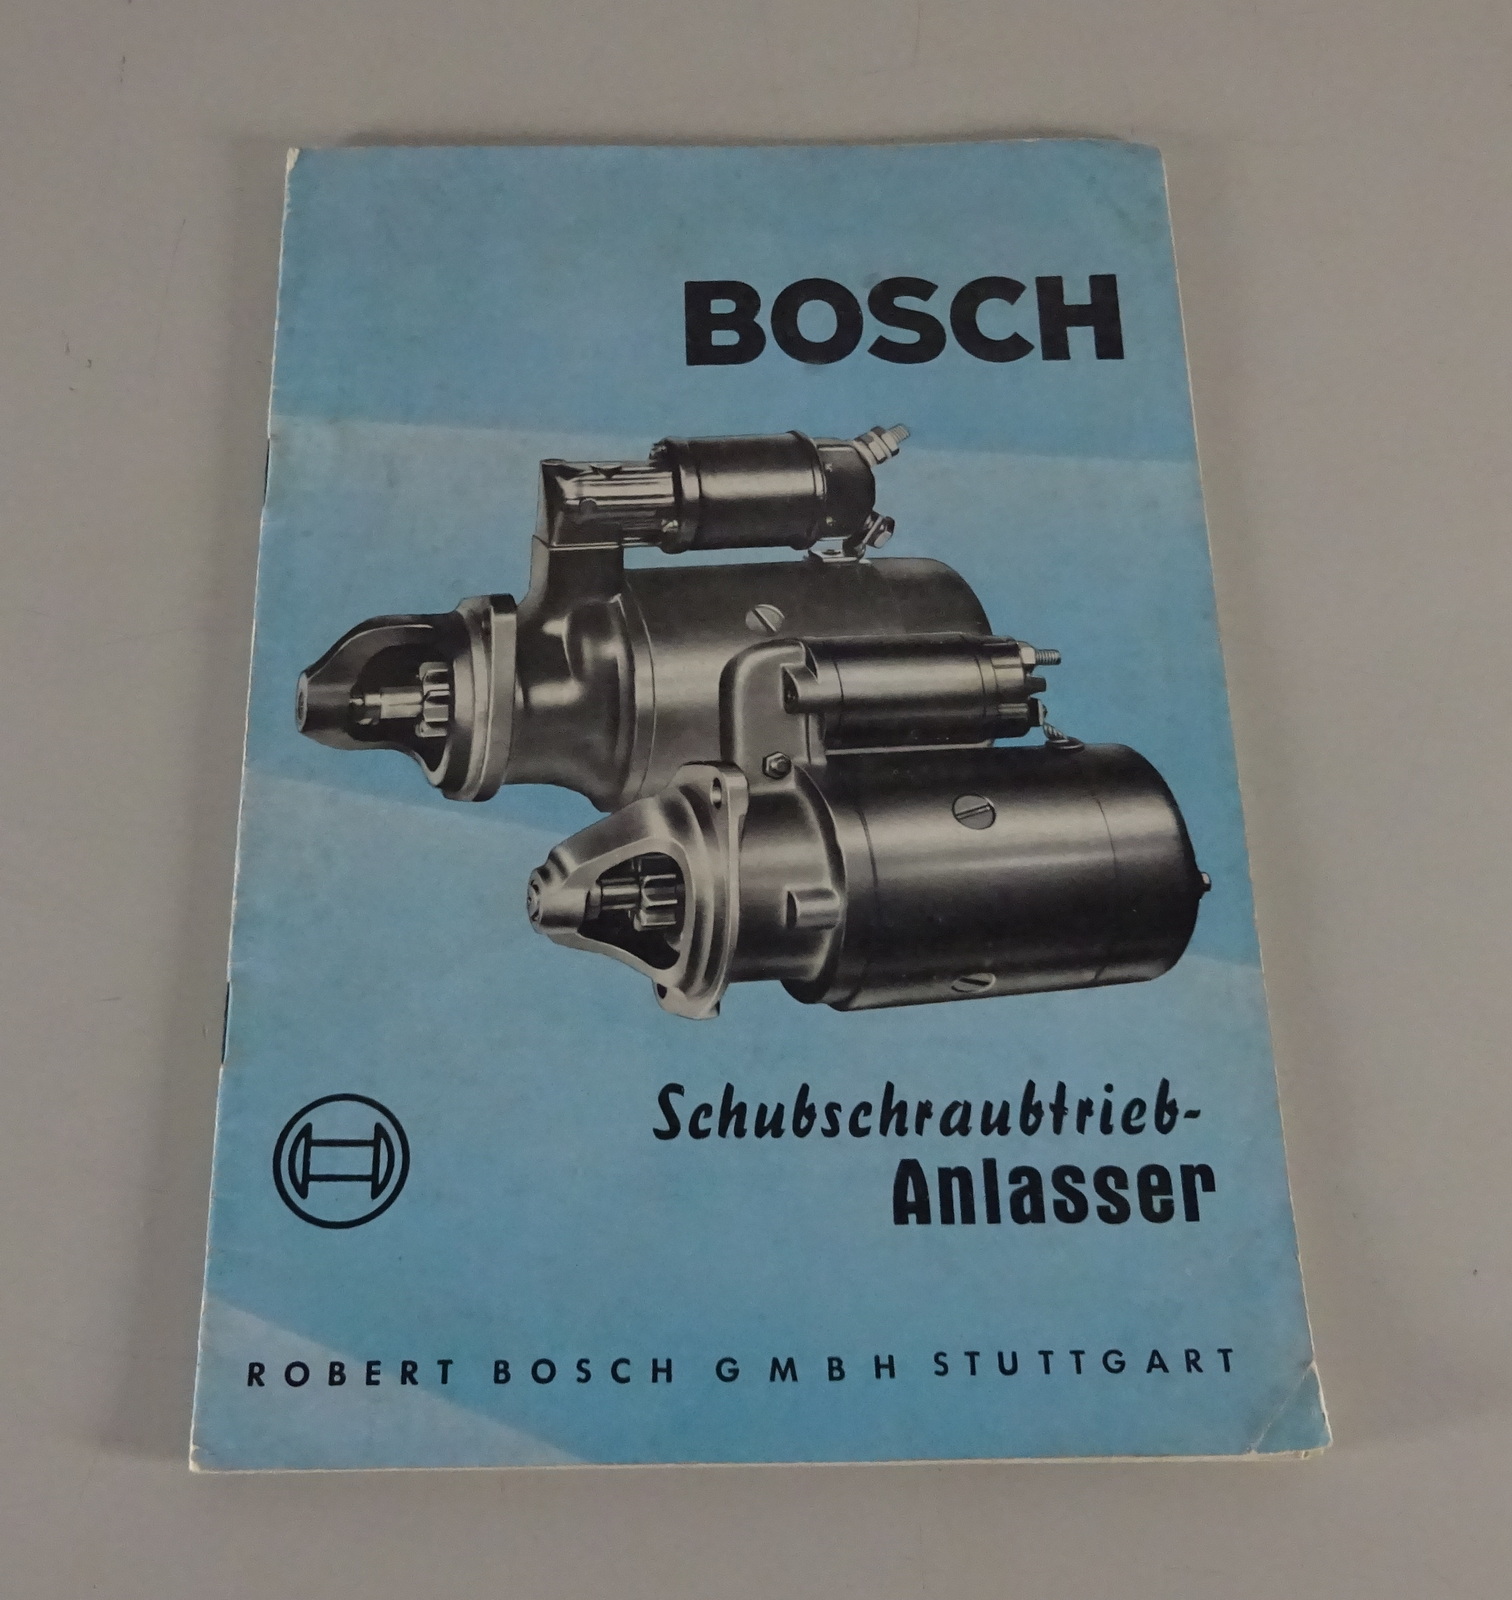 BOSCH
Schubschraubtrieb-
Anlasser
ROBERT BOSCH GMBH STUTTGART